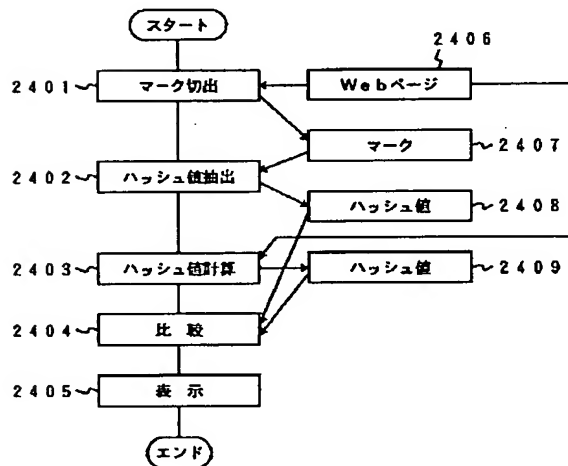 スタート
2406
2401 マーク切出 Webページ
マーク 2407
2402 ハッシュ値抽出
ハッシュ値 2408
2403 ハッシュ値計算 ハッシュ値 2409
2404 比較
2405 表示
エンド